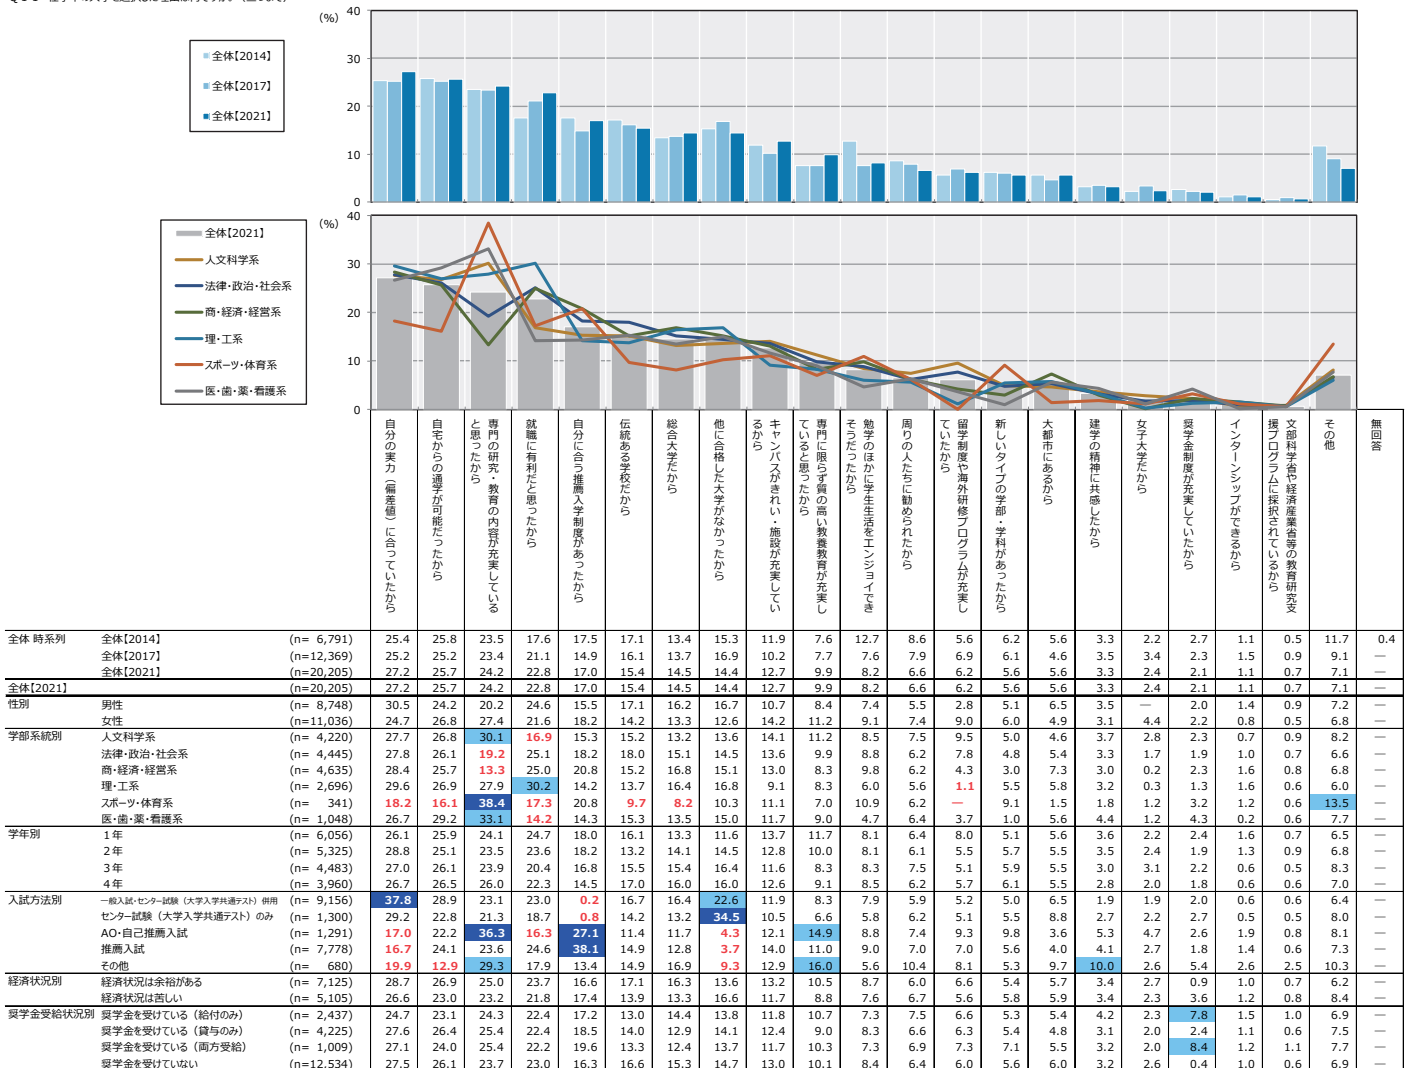 (%)
40
30
20
10
0
全体【2014】
全体【2017】
全体【2021】
(%)
40
30
20
10
0
全体【2021】
人文科学系
法律・政治・社会系
商・経済・経営系
理・工系
スポーツ・体育系
医・歯・薬・看護系
自分の実力（偏差値）に合っていたから
自宅からの通学が可能だったから
専門の研究・教育の内容が充実している
と思ったから
就職に有利だと思ったから
自分に合う推薦入学制度があったから
伝統ある学校だから
総合大学だから
他に合格した大学がなかったから
キャンパスがきれい・施設が充実してい
るから
専門に限らず質の高い教養教育が充実し
ていると思ったから
勉学のほかに学生生活をエンジョイでき
そうだったから
周りの人たちに勧められたから
留学制度や海外研修プログラムが充実し
ていたから
新しいタイプの学部・学科があったから
大都市にあるから
建学の精神に共感したから
女子大学だから
奨学金制度が充実していたから
インターンシップができるから
文部科学省や経済産業省等の教育研究支
援プログラムに採択されているから
その他
無回答
全体 時系列 全体【2014】 (n= 6,791) 25.4 25.8 23.5 17.6 17.5 17.1 13.4 15.3 11.9 7.6 12.7 8.6 5.6 6.2 5.6 3.3 2.2 2.7 1.1 0.5 11.7 0.4
全体【2017】 (n=12,369) 25.2 25.2 23.4 21.1 14.9 16.1 13.7 16.9 10.2 7.7 7.6 7.9 6.9 6.1 4.6 3.5 3.4 2.3 1.5 0.9 9.1 —
全体【2021】 (n=20,205) 27.2 25.7 24.2 22.8 17.0 15.4 14.5 14.4 12.7 9.9 8.2 6.6 6.2 5.6 5.6 3.3 2.4 2.1 1.1 0.7 7.1 —
全体【2021】 (n=20,205) 27.2 25.7 24.2 22.8 17.0 15.4 14.5 14.4 12.7 9.9 8.2 6.6 6.2 5.6 5.6 3.3 2.4 2.1 1.1 0.7 7.1 —
性別 男性 (n= 8,748) 30.5 24.2 20.2 24.6 15.5 17.1 16.2 16.7 10.7 8.4 7.4 5.5 2.8 5.1 6.5 3.5 — 2.0 1.4 0.9 7.2 —
女性 (n=11,036) 24.7 26.8 27.4 21.6 18.2 14.2 13.3 12.6 14.2 11.2 9.1 7.4 9.0 6.0 4.9 3.1 4.4 2.2 0.8 0.5 6.8 —
学部系統別 人文科学系 (n= 4,220) 27.7 26.8 30.1 16.9 15.3 15.2 13.2 13.6 14.1 11.2 8.5 7.5 9.5 5.0 4.6 3.7 2.8 2.3 0.7 0.9 8.2 —
法律・政治・社会系 (n= 4,445) 27.8 26.1 19.2 25.1 18.2 18.0 15.1 14.5 13.6 9.9 8.8 6.2 7.8 4.8 5.4 3.3 1.7 1.9 1.0 0.7 6.6 —
商・経済・経営系 (n= 4,635) 28.4 25.7 13.3 25.0 20.8 15.2 16.8 15.1 13.0 8.3 9.8 6.2 4.3 3.0 7.3 3.0 0.2 2.3 1.6 0.8 6.8 —
理・工系 (n= 2,696) 29.6 26.9 27.9 30.2 14.2 13.7 16.4 16.8 9.1 8.3 6.0 5.6 1.1 5.5 5.8 3.2 0.3 1.3 1.6 0.6 6.0 —
スポーツ・体育系 (n= 341) 18.2 16.1 38.4 17.3 20.8 9.7 8.2 10.3 11.1 7.0 10.9 6.2 — 9.1 1.5 1.8 1.2 3.2 1.2 0.6 13.5 —
医・歯・薬・看護系 (n= 1,048) 26.7 29.2 33.1 14.2 14.3 15.3 13.5 15.0 11.7 9.0 4.7 6.4 3.7 1.0 5.6 4.4 1.2 4.3 0.2 0.6 7.7 —
学年別 1年 (n= 6,056) 26.1 25.9 24.1 24.7 18.0 16.1 13.3 11.6 13.7 11.7 8.1 6.4 8.0 5.1 5.6 3.6 2.2 2.4 1.6 0.7 6.5 —
2年 (n= 5,325) 28.8 25.1 23.5 23.6 18.2 13.2 14.1 14.5 12.8 10.0 8.1 6.1 5.5 5.7 5.5 3.5 2.4 1.9 1.3 0.9 6.8 —
3年 (n= 4,483) 27.0 26.1 23.9 20.4 16.8 15.5 15.4 16.4 11.6 8.3 8.3 7.5 5.1 5.9 5.5 3.0 3.1 2.2 0.6 0.5 8.3 —
4年 (n= 3,960) 26.7 26.5 26.0 22.3 14.5 17.0 16.0 16.0 12.6 9.1 8.5 6.2 5.7 6.1 5.5 2.8 2.0 1.8 0.6 0.6 7.0 —
入試方法別 一般入試・センター試験（大学入学共通テスト）併用 (n= 9,156) 37.8 28.9 23.1 23.0 0.2 16.7 16.4 22.6 11.9 8.3 7.9 5.9 5.2 5.0 6.5 1.9 1.9 2.0 0.6 0.6 6.4 —
センター試験（大学入学共通テスト）のみ (n= 1,300) 29.2 22.8 21.3 18.7 0.8 14.2 13.2 34.5 10.5 6.6 5.8 6.2 5.1 5.5 8.8 2.7 2.2 2.7 0.5 0.5 8.0 —
AO・自己推薦入試 (n= 1,291) 17.0 22.2 36.3 16.3 27.1 11.4 11.7 4.3 12.1 14.9 8.8 7.4 9.3 9.8 3.6 5.3 4.7 2.6 1.9 0.8 8.1 —
推薦入試 (n= 7,778) 16.7 24.1 23.6 24.6 38.1 14.9 12.8 3.7 14.0 11.0 9.0 7.0 7.0 5.6 4.0 4.1 2.7 1.8 1.4 0.6 7.3 —
その他 (n= 680) 19.9 12.9 29.3 17.9 13.4 14.9 16.9 9.3 12.9 16.0 5.6 10.4 8.1 5.3 9.7 10.0 2.6 5.4 2.6 2.5 10.3 —
経済状況別 経済状況は余裕がある (n= 7,125) 28.7 26.9 25.0 23.7 16.6 17.1 16.3 13.6 13.2 10.5 8.7 6.0 6.6 5.4 5.7 3.4 2.7 0.9 1.0 0.7 6.2 —
経済状況は苦しい (n= 5,105) 26.6 23.0 23.2 21.8 17.4 13.9 13.3 16.6 11.7 8.8 7.6 6.7 5.6 5.8 5.9 3.4 2.3 3.6 1.2 0.8 8.4 —
奨学金受給状況別 奨学金を受けている（給付のみ） (n= 2,437) 24.7 23.1 24.3 22.4 17.2 13.0 14.4 13.8 11.8 10.7 7.3 7.5 6.6 5.3 5.4 4.2 2.3 7.8 1.5 1.0 6.9 —
奨学金を受けている（貸与のみ） (n= 4,225) 27.6 26.4 25.4 22.4 18.5 14.0 12.9 14.1 12.4 9.0 8.3 6.6 6.3 5.4 4.8 3.1 2.0 2.4 1.1 0.6 7.5 —
奨学金を受けている（両方受給） (n= 1,009) 27.1 24.0 25.4 22.2 19.6 13.3 12.4 13.7 11.7 10.3 7.3 6.9 7.3 7.1 5.5 3.2 2.0 8.4 1.2 1.1 7.7 —
奨学金を受けていない (n=12,534) 27.5 26.1 23.7 23.0 16.3 16.6 15.3 14.7 13.0 10.1 8.4 6.4 6.0 5.6 6.0 3.2 2.6 0.4 1.0 0.6 6.9 —